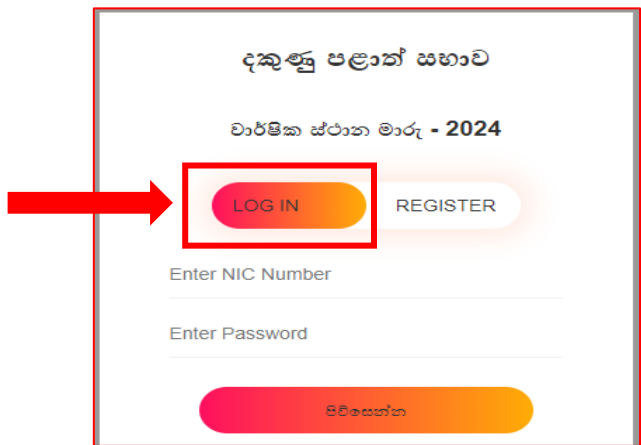 දකුණු පළාත් සභාව
වාර්ෂික ස්ථාන මාරු - 2024
LOG IN REGISTER
Enter NIC Number
Enter Password
පිවිසෙන්න